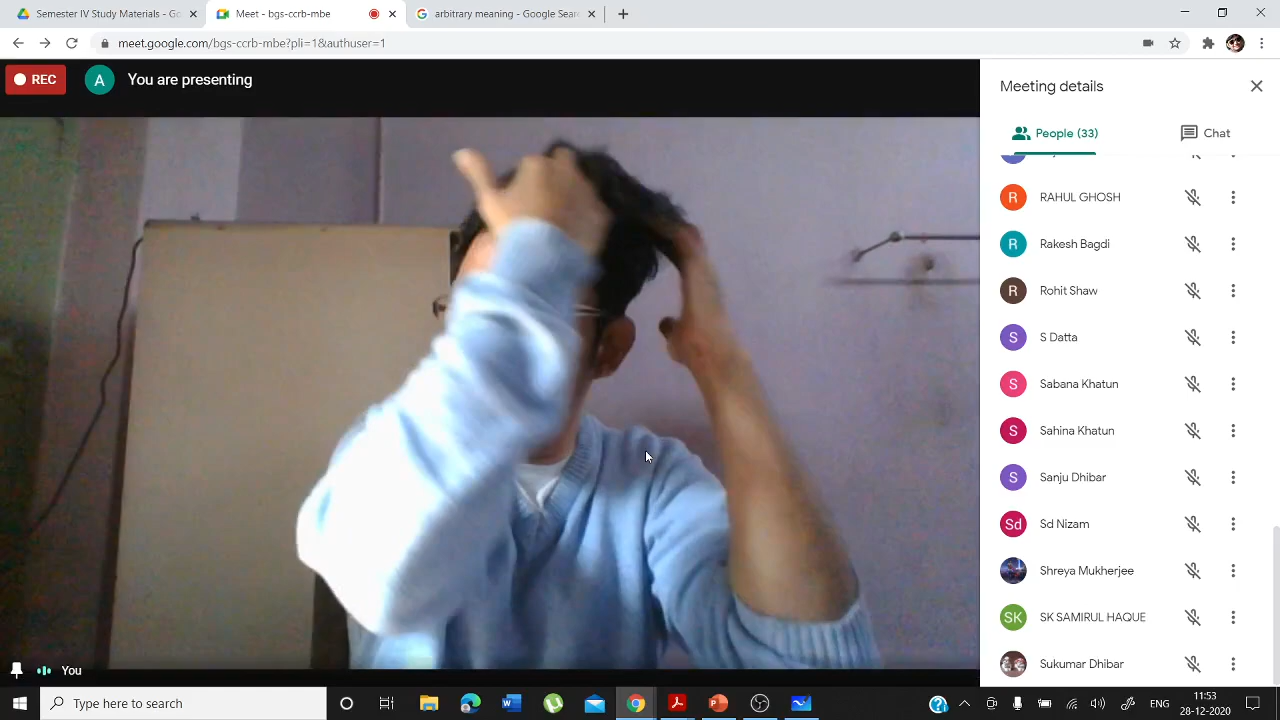 Semester IV Study Materials - Gc
Meet - bgs-ccrb-mbe
arbitrary meaning - Google Sear
meet.google.com/bgs-ccrb-mbe?pli=1&authuser=1
REC
A
You are presenting
Meeting details
People (33)
Chat
R
RAHUL GHOSH
R
Rakesh Bagdi
R
Rohit Shaw
S
S Datta
S
Sabana Khatun
S
Sahina Khatun
S
Sanju Dhibar
Sd
Sd Nizam
Shreya Mukherjee
SK
SK SAMIRUL HAQUE
Sukumar Dhibar
You
Type here to search
ENG
11:53
28-12-2020